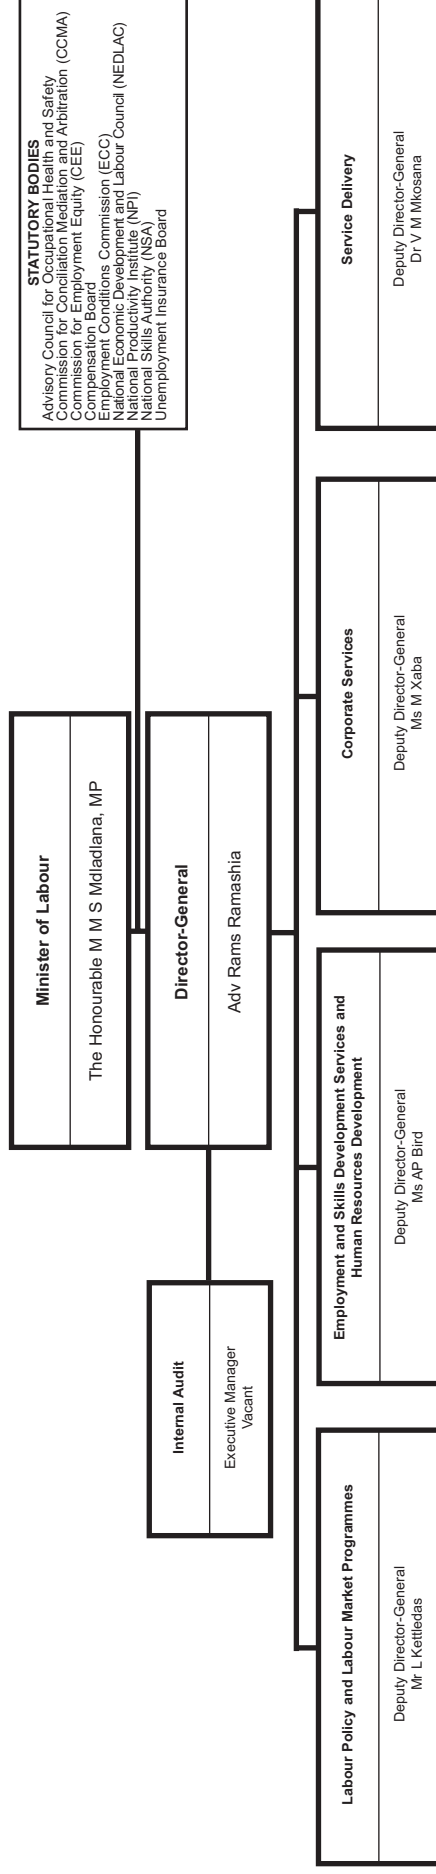 Minister of Labour
The Honourable M M S Mdladlana, MP
STATUTORY BODIES
Advisory Council for Occupational Health and Safety
Commission for Conciliation Mediation and Arbitration (CCMA)
Commission for Employment Equity (CEE)
Compensation Board
Employment Conditions Commission (ECC)
National Economic Development and Labour Council (NEDLAC)
National Productivity Institute (NPI)
National Skills Authority (NSA)
Unemployment Insurance Board
Director-General
Adv Rams Ramashia
Internal Audit
Executive Manager
Vacant
Labour Policy and Labour Market Programmes
Deputy Director-General
Mr L Kettledas
Employment and Skills Development Services and
Human Resources Development
Deputy Director-General
Ms AP Bird
Corporate Services
Deputy Director-General
Ms M Xaba
Service Delivery
Deputy Director-General
Dr V M Mkosana